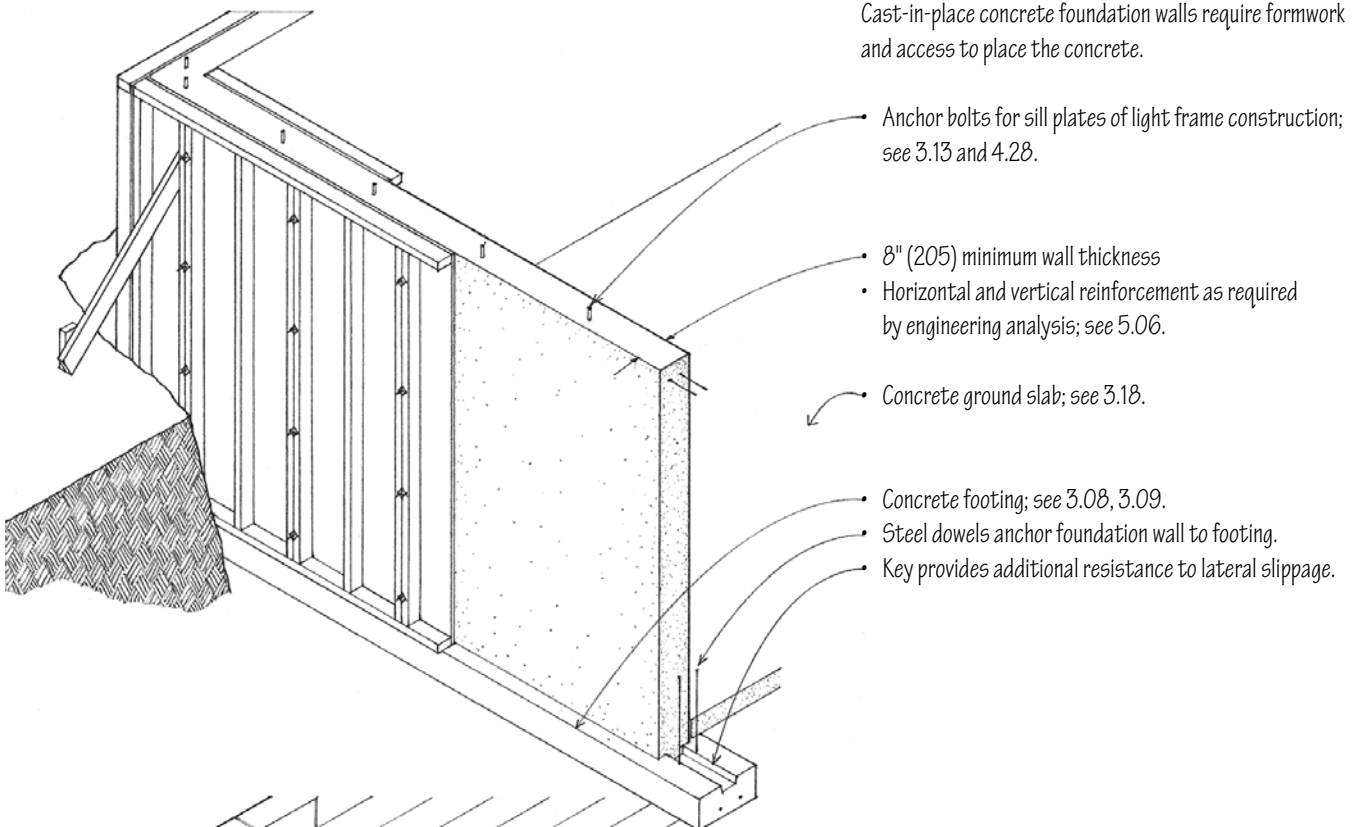 Cast-in-place concrete foundation walls require formwork
and access to place the concrete.
• Anchor bolts for sill plates of light frame construction;
see 3.13 and 4.28.
• 8" (205) minimum wall thickness
• Horizontal and vertical reinforcement as required
by engineering analysis; see 5.06.
• Concrete ground slab; see 3.18.
• Concrete footing; see 3.08, 3.09.
• Steel dowels anchor foundation wall to footing.
• Key provides additional resistance to lateral slippage.